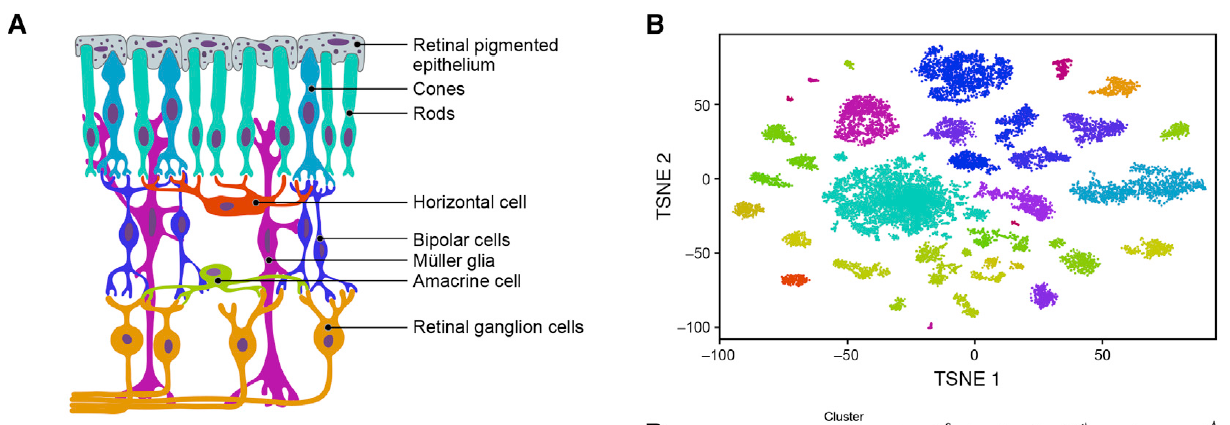 A
Retinal pigmented
epithelium
Cones
Rods
Horizontal cell
Bipolar cells
Müller glia
Amacrine cell
Retinal ganglion cells
B
TSNE 2
50
0
−50
−100
−100
−50
0
50
TSNE 1
Cluster